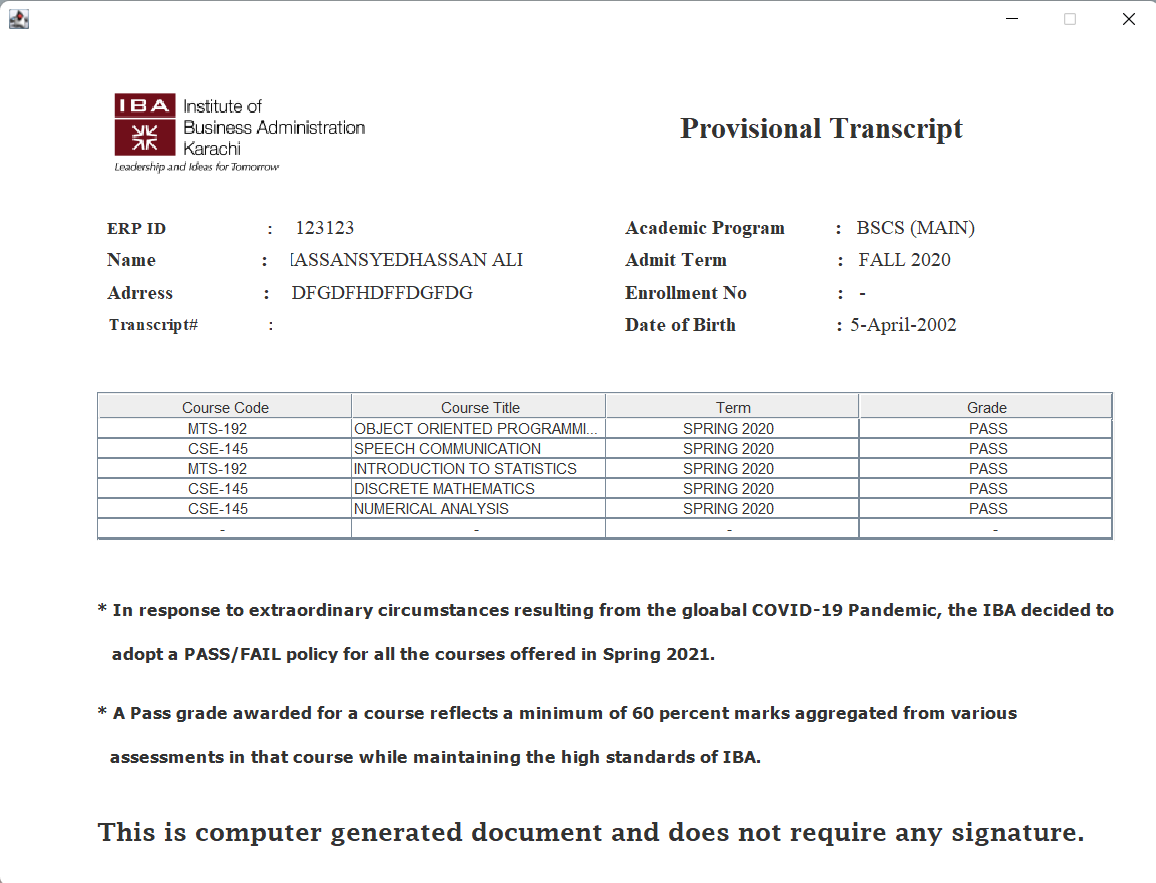 IBA Institute of
Business Administration
Karachi
Leadership and Ideas for Tomorrow
Provisional Transcript
ERP ID : 123123 Academic Program : BSCS (MAIN)
Name : ASSANSYEDHASSAN ALI Admit Term : FALL 2020
Adrress : DFGDFHDFFDGFDG Enrollment No : -
Transcript# : Date of Birth : 5-April-2002
Course Code Course Title Term Grade
MTS-192 OBJECT ORIENTED PROGRAMMI... SPRING 2020 PASS
CSE-145 SPEECH COMMUNICATION SPRING 2020 PASS
MTS-192 INTRODUCTION TO STATISTICS SPRING 2020 PASS
CSE-145 DISCRETE MATHEMATICS SPRING 2020 PASS
CSE-145 NUMERICAL ANALYSIS SPRING 2020 PASS
- - - -
* In response to extraordinary circumstances resulting from the gloabal COVID-19 Pandemic, the IBA decided to
adopt a PASS/FAIL policy for all the courses offered in Spring 2021.
* A Pass grade awarded for a course reflects a minimum of 60 percent marks aggregated from various
assessments in that course while maintaining the high standards of IBA.
This is computer generated document and does not require any signature.